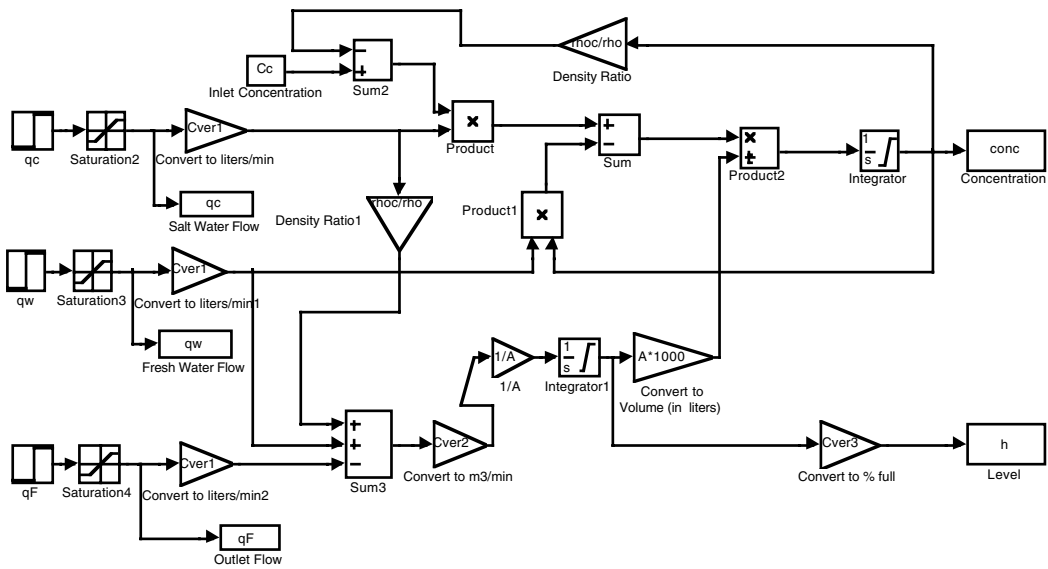 rhoc/rho
Density Ratio
Cc
Inlet Concentration
Sum2
Cver1
Convert to liters/min
qc
Saturation2
Product
Sum
Product2
1
s
Integrator
conc
Concentration
qc
Salt Water Flow
rhoc/rho
Density Ratio1
Product1
qw
Saturation3
Cver1
Convert to liters/min1
qw
Fresh Water Flow
1/A
1/A
1
s
Integrator1
A*1000
Convert to
Volume (in liters)
qF
Saturation4
Cver1
Convert to liters/min2
Sum3
Cver2
Convert to m3/min
Cver3
Convert to % full
h
Level
qF
Outlet Flow